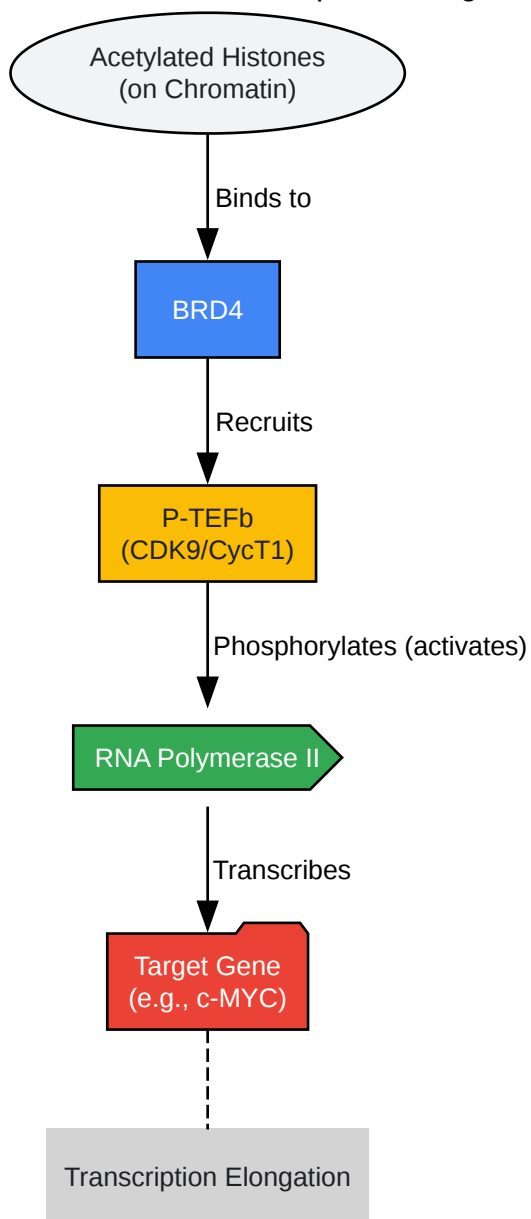 Acetylated Histones
(on Chromatin)
Binds to
BRD4
Recruits
P-TEFb
(CDK9/CycT1)
Phosphorylates (activates)
RNA Polymerase II
Transcribes
Target Gene
(e.g., c-MYC)
Transcription Elongation